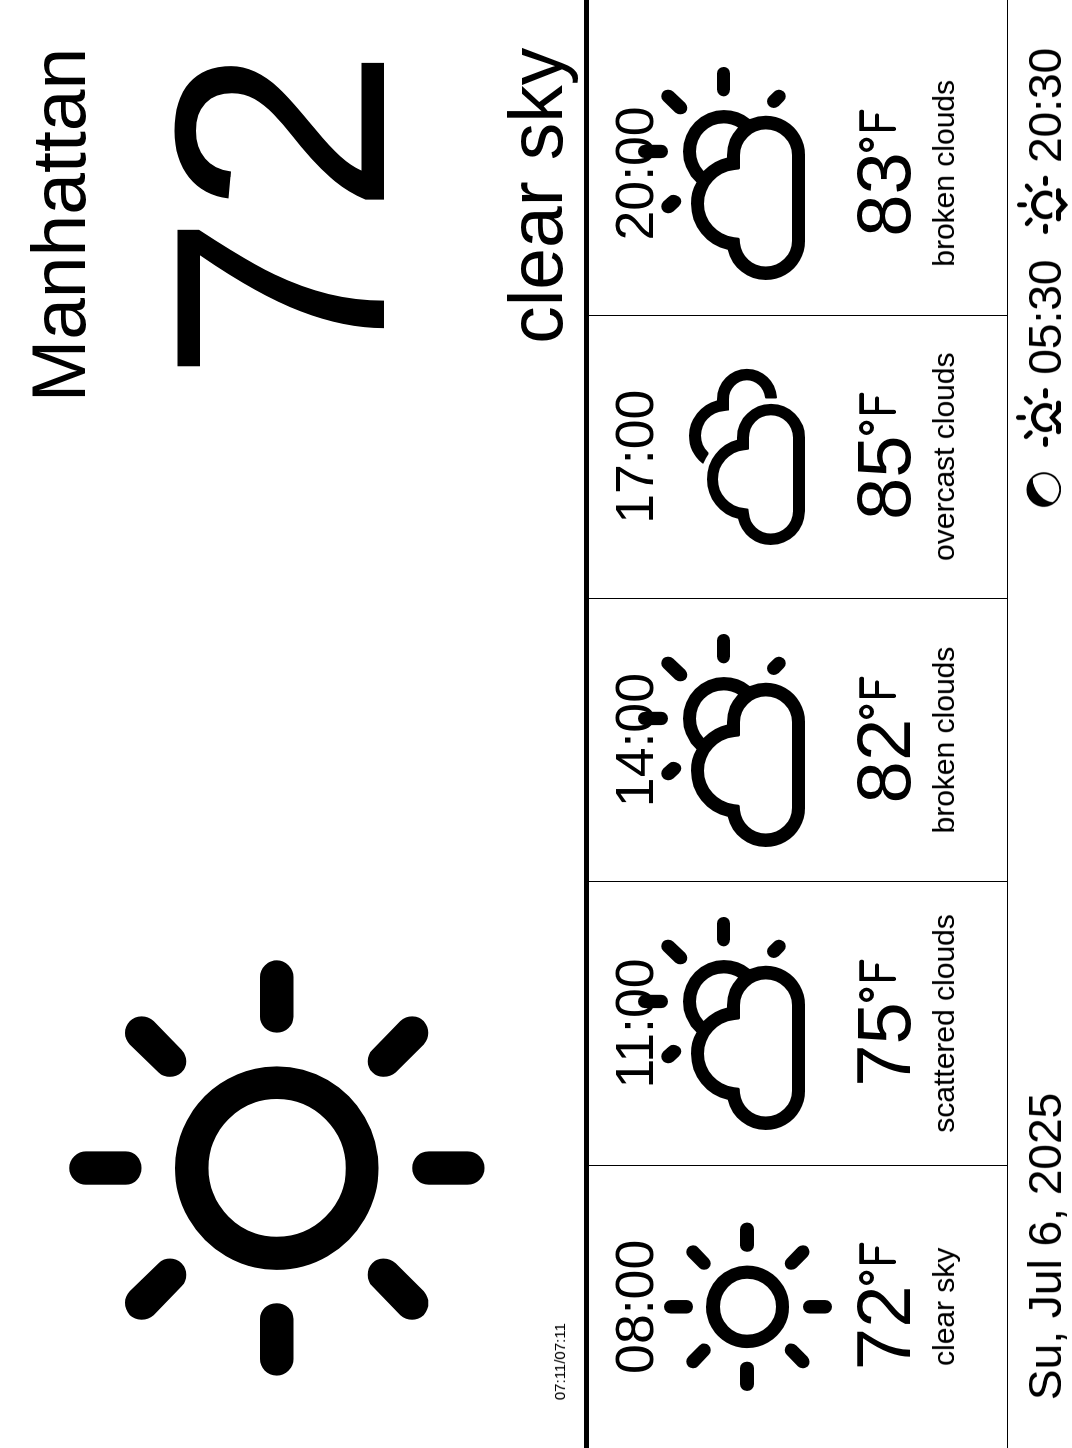 Manhattan
72
clear sky
07:11/07:11
08:00
72°F
clear sky
11:00
75°F
scattered clouds
14:00
82°F
broken clouds
17:00
85°F
overcast clouds
20:00
83°F
broken clouds
Su, Jul 6, 2025
05:30
20:30